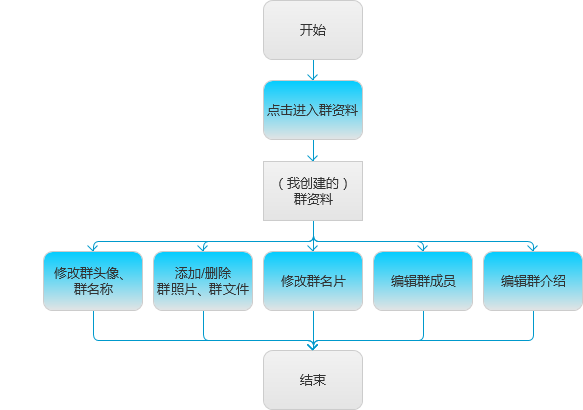 开始
点击进入群资料
（我创建的）
群资料
修改群头像、
群名称
添加/删除
群照片、群文件
修改群名片
编辑群成员
编辑群介绍
结束